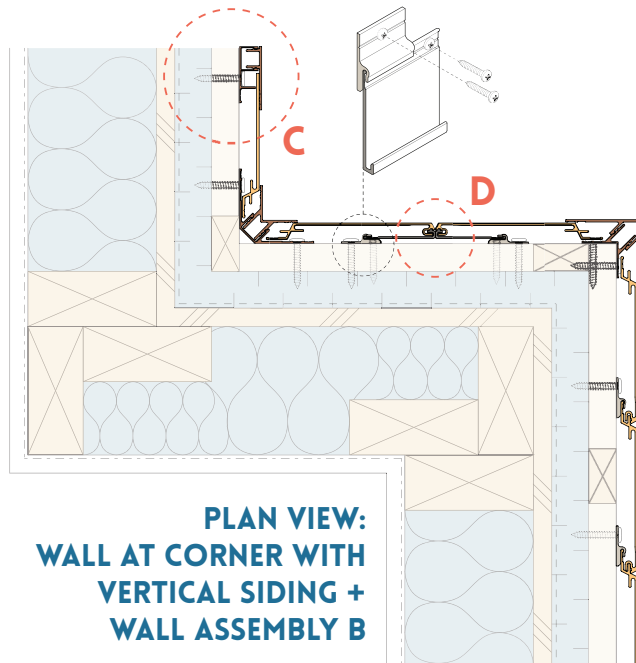 C
D
PLAN VIEW:
WALL AT CORNER WITH
VERTICAL SIDING +
WALL ASSEMBLY B